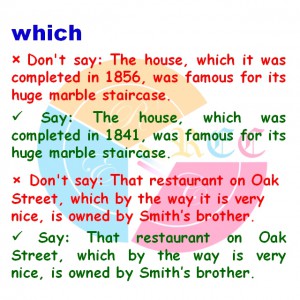 which
× Don't say: The house, which it was
completed in 1856, was famous for its
huge marble staircase.
✓ Say: The house, which was
completed in 1841, was famous for its
huge marble staircase.
× Don't say: That restaurant on Oak
Street, which by the way it is very
nice, is owned by Smith's brother.
✓ Say: That restaurant on Oak
Street, which by the way is very
nice, is owned by Smith's brother.